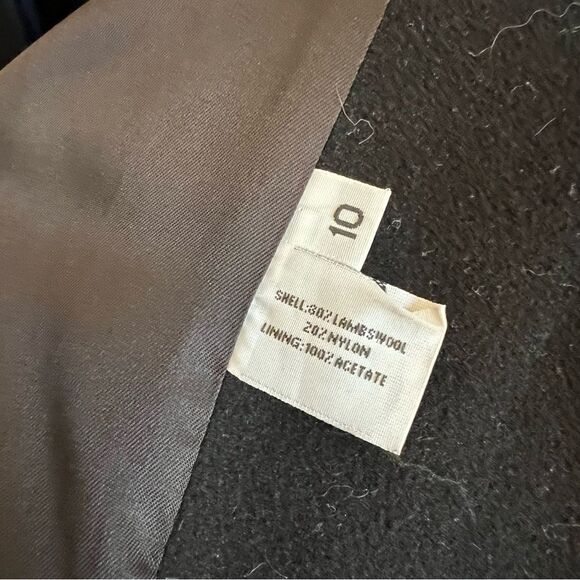 10
SHELL:80% LAMBSWOOL
20% NYLON
LINING:100% ACETATE